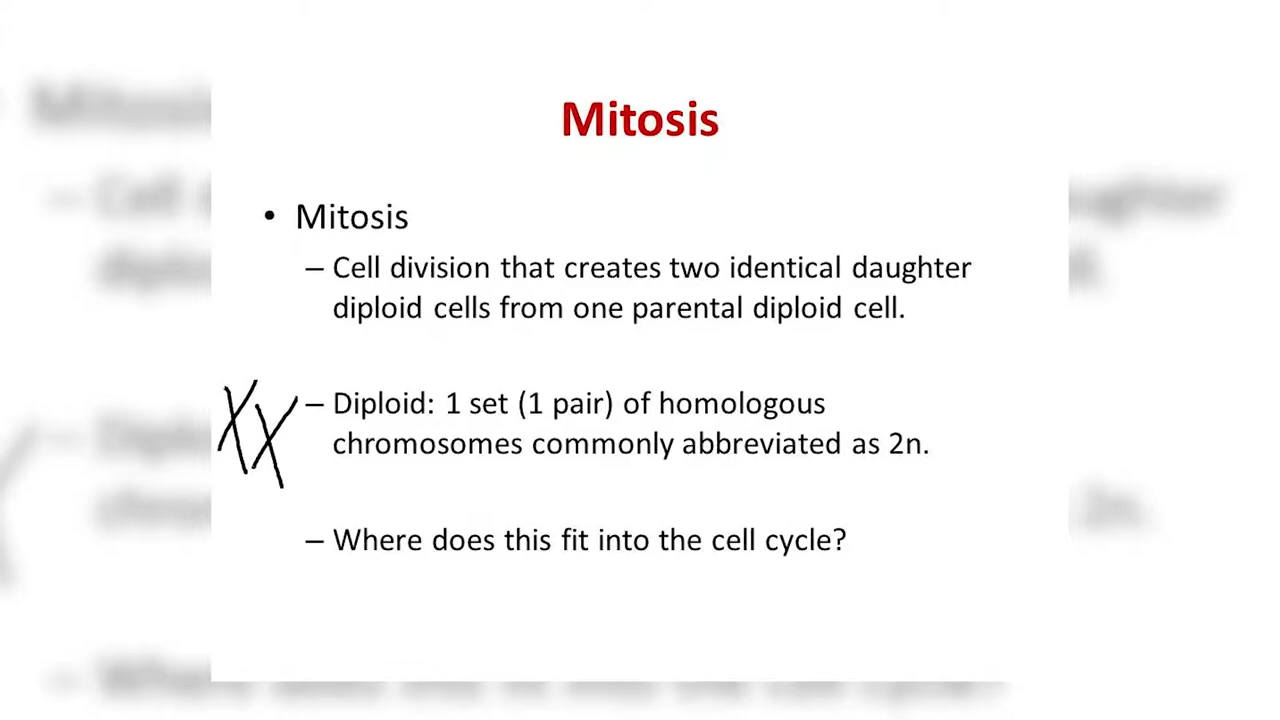 Mitosis
• Mitosis
– Cell division that creates two identical daughter
diploid cells from one parental diploid cell.
XX
– Diploid: 1 set (1 pair) of homologous
chromosomes commonly abbreviated as 2n.
– Where does this fit into the cell cycle?